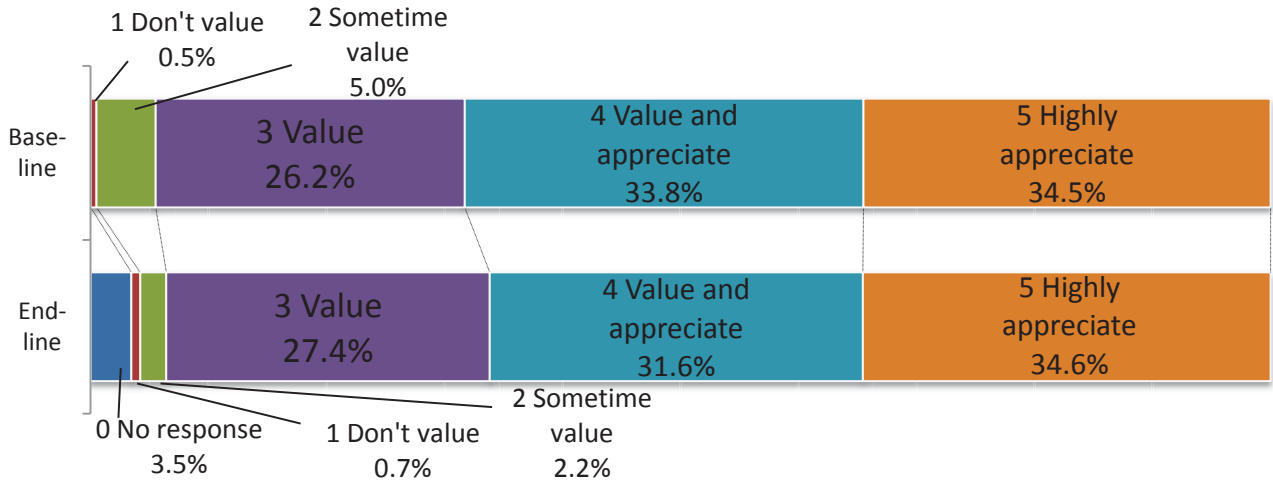 1 Don't value
0.5%
2 Sometime
value
5.0%
Base-
line
3 Value
26.2%
4 Value and
appreciate
33.8%
5 Highly
appreciate
34.5%
End-
line
3 Value
27.4%
4 Value and
appreciate
31.6%
5 Highly
appreciate
34.6%
0 No response
3.5%
1 Don't value
0.7%
2 Sometime
value
2.2%